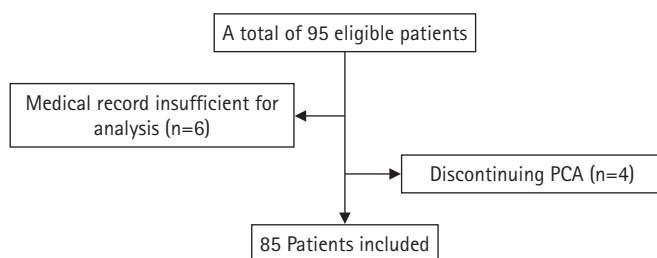 A total of 95 eligible patients
Medical record insufficient for
analysis (n=6)
Discontinuing PCA (n=4)
85 Patients included